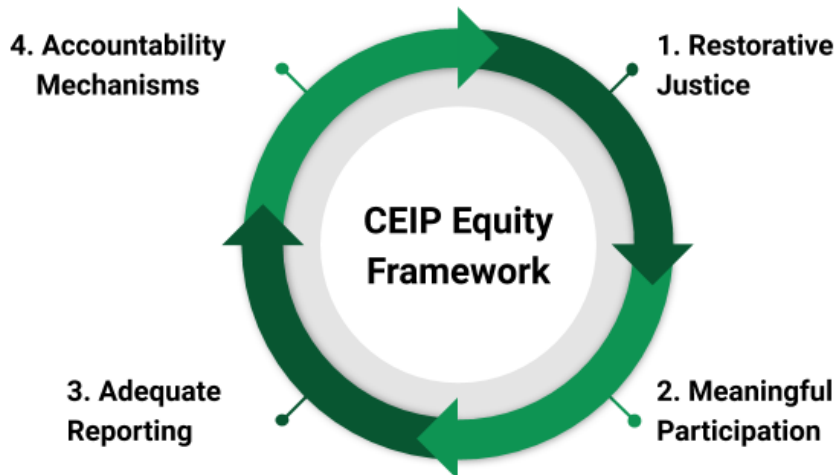 4. Accountability
Mechanisms
1. Restorative
Justice
CEIP Equity
Framework
3. Adequate
Reporting
2. Meaningful
Participation